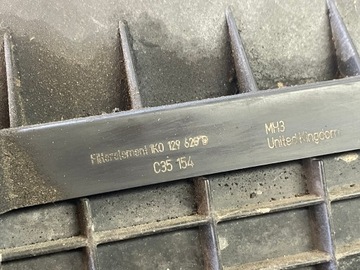 Filterelement 1K0 129 620 D
C35 154
MH3
United Kingdom